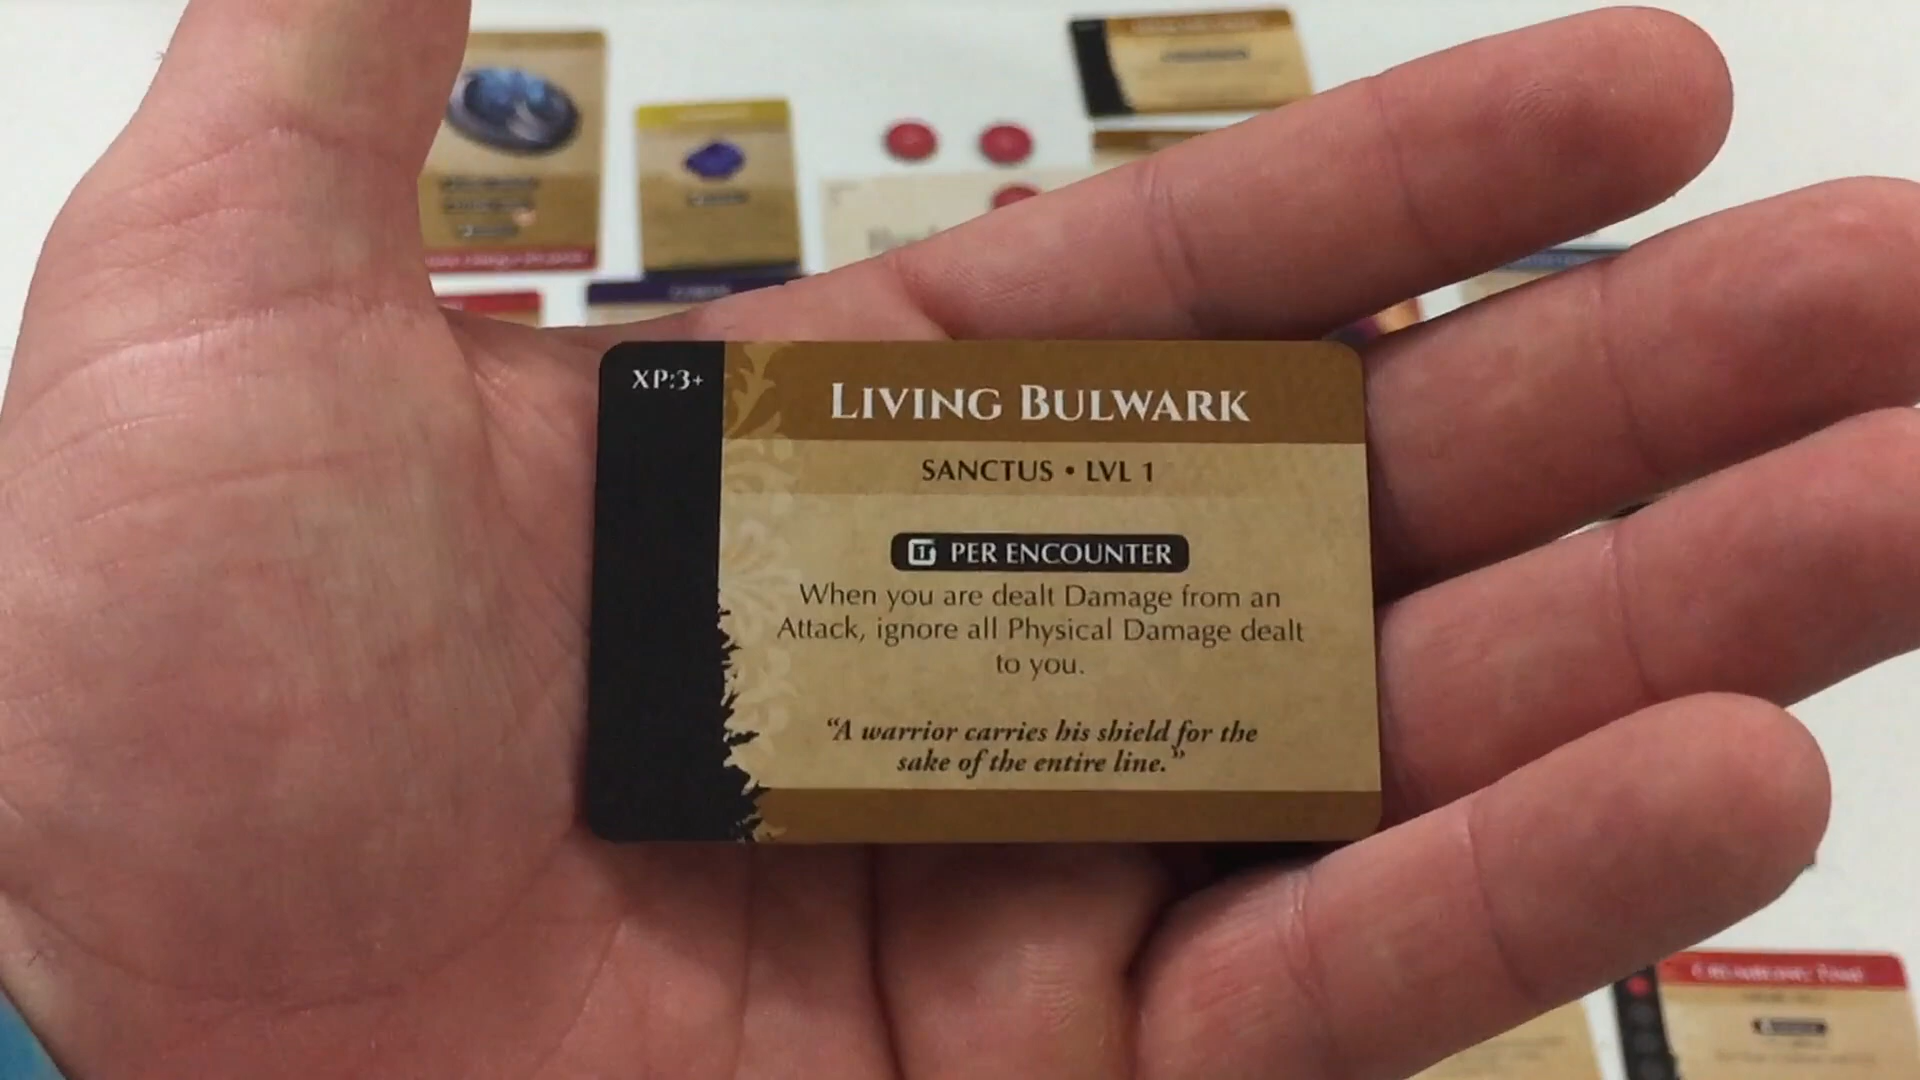 XP:3+
LIVING BULWARK
SANCTUS • LVL 1
1 PER ENCOUNTER
When you are dealt Damage from an
Attack, ignore all Physical Damage dealt
to you.
“A warrior carries his shield for the
sake of the entire line.”